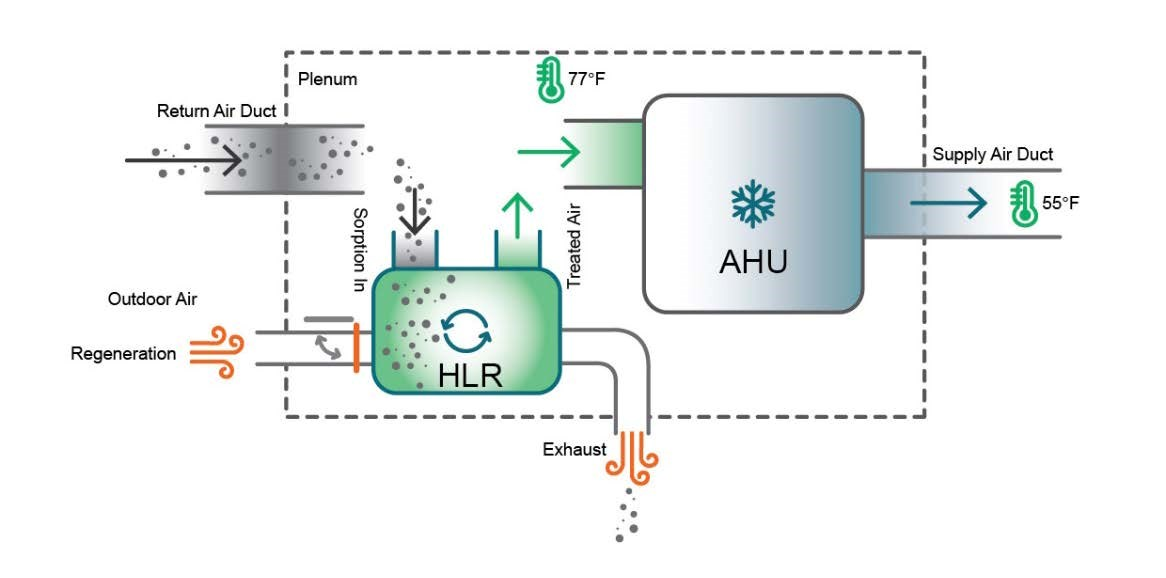 Plenum
77°F
Return Air Duct
Supply Air Duct
55°F
Sorption In
Treated Air
AHU
Outdoor Air
Regeneration
HLR
Exhaust